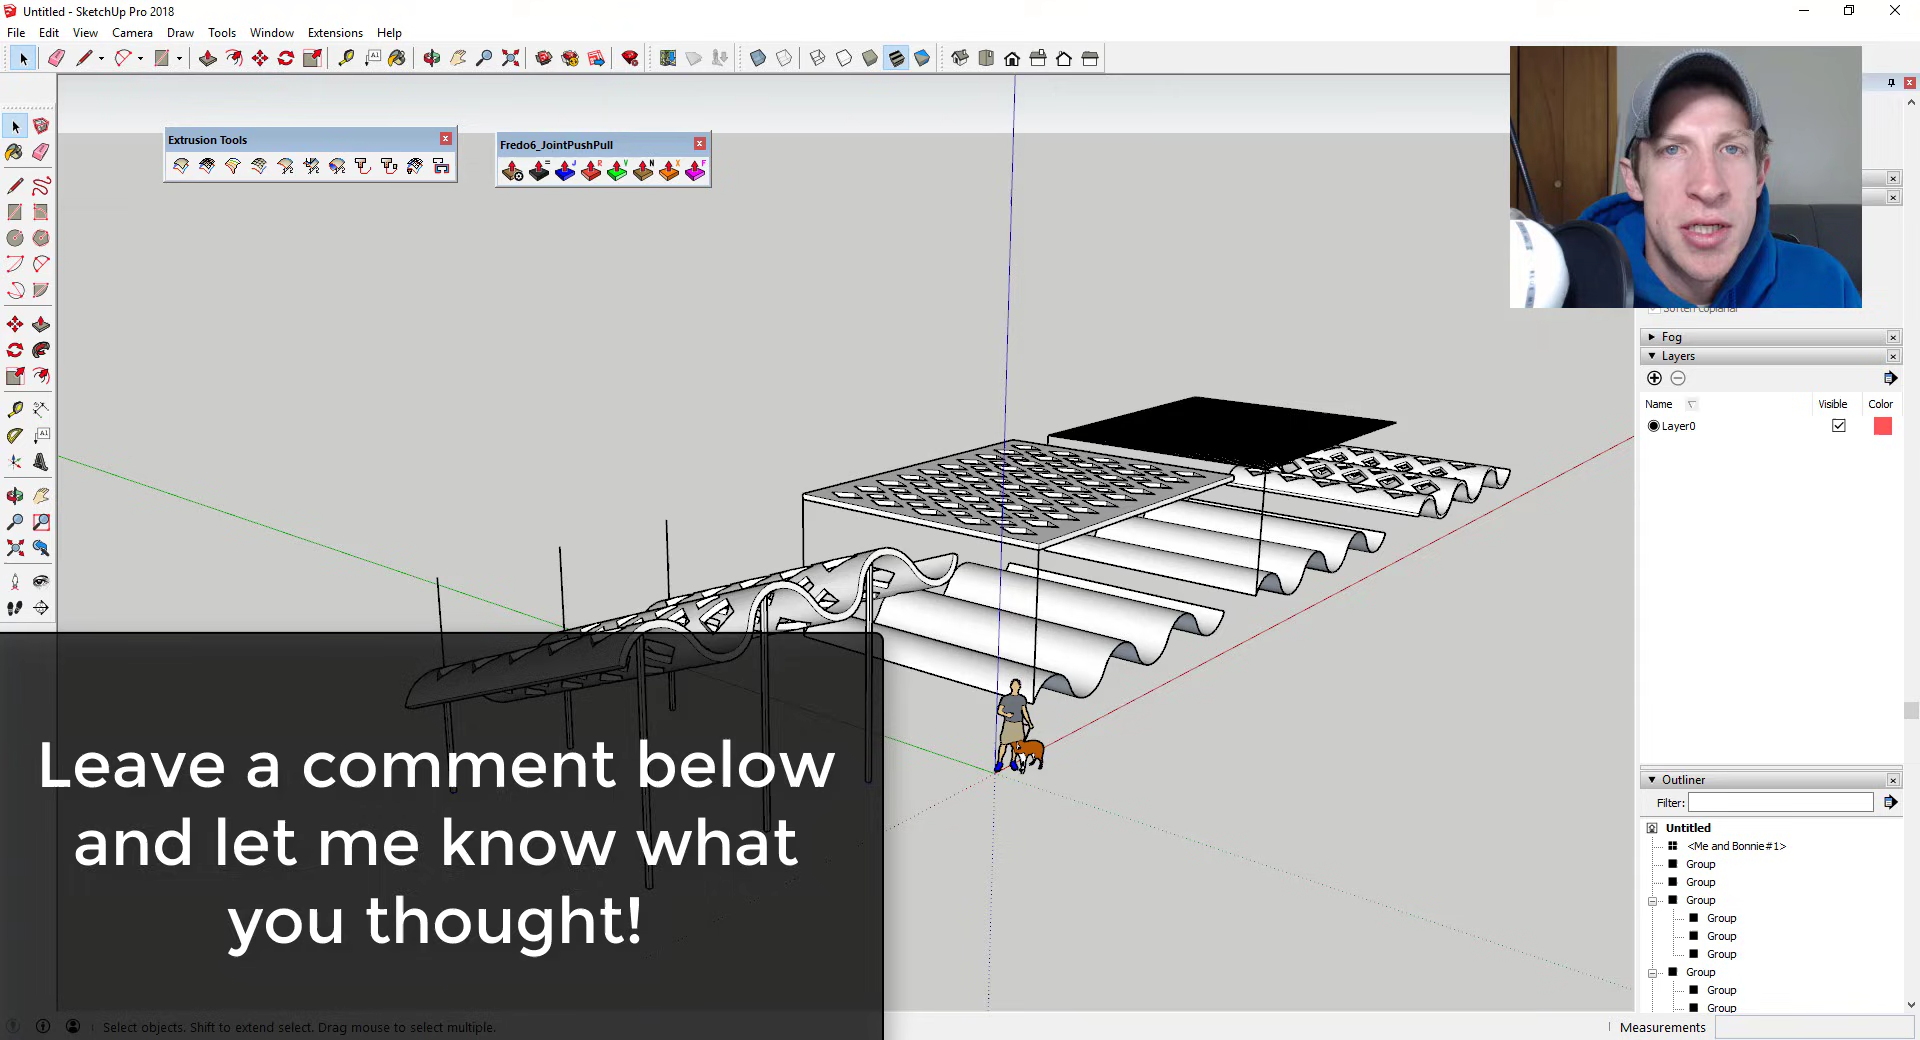 Untitled - SketchUp Pro 2018
File Edit View Camera Draw Tools Window Extensions Help
Extrusion Tools
Fredo6_JointPushPull
Fog
Layers
Name Visible Color
Layer0
Outliner
Filter:
Untitled
<Me and Bonnie#1>
Group
Group
Group
Group
Group
Group
Group
Group
Group
Leave a comment below
and let me know what
you thought!
Select objects. Shift to extend select. Drag mouse to select multiple.
Measurements